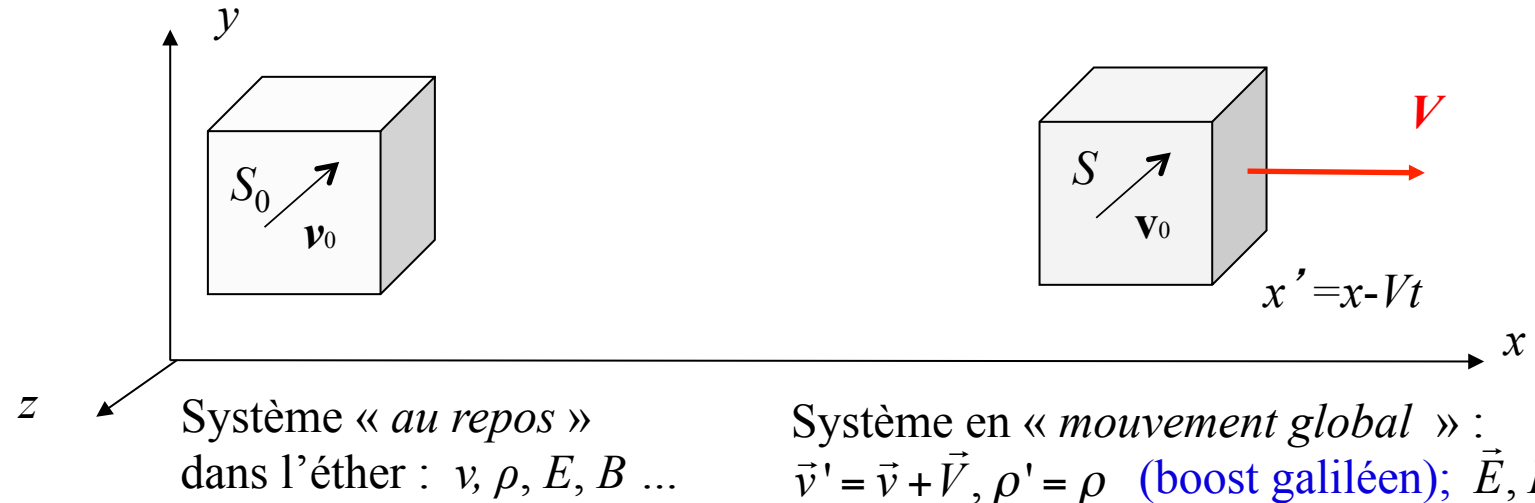 y
S₀
v₀
S
v₀
V
x’=x-Vt
x
z
Système « au repos »
dans l’éther : v, ρ, E, B ...
Système en « mouvement global » :
v⃗' = v⃗ + V⃗, ρ' = ρ (boost galiléen); E⃗,